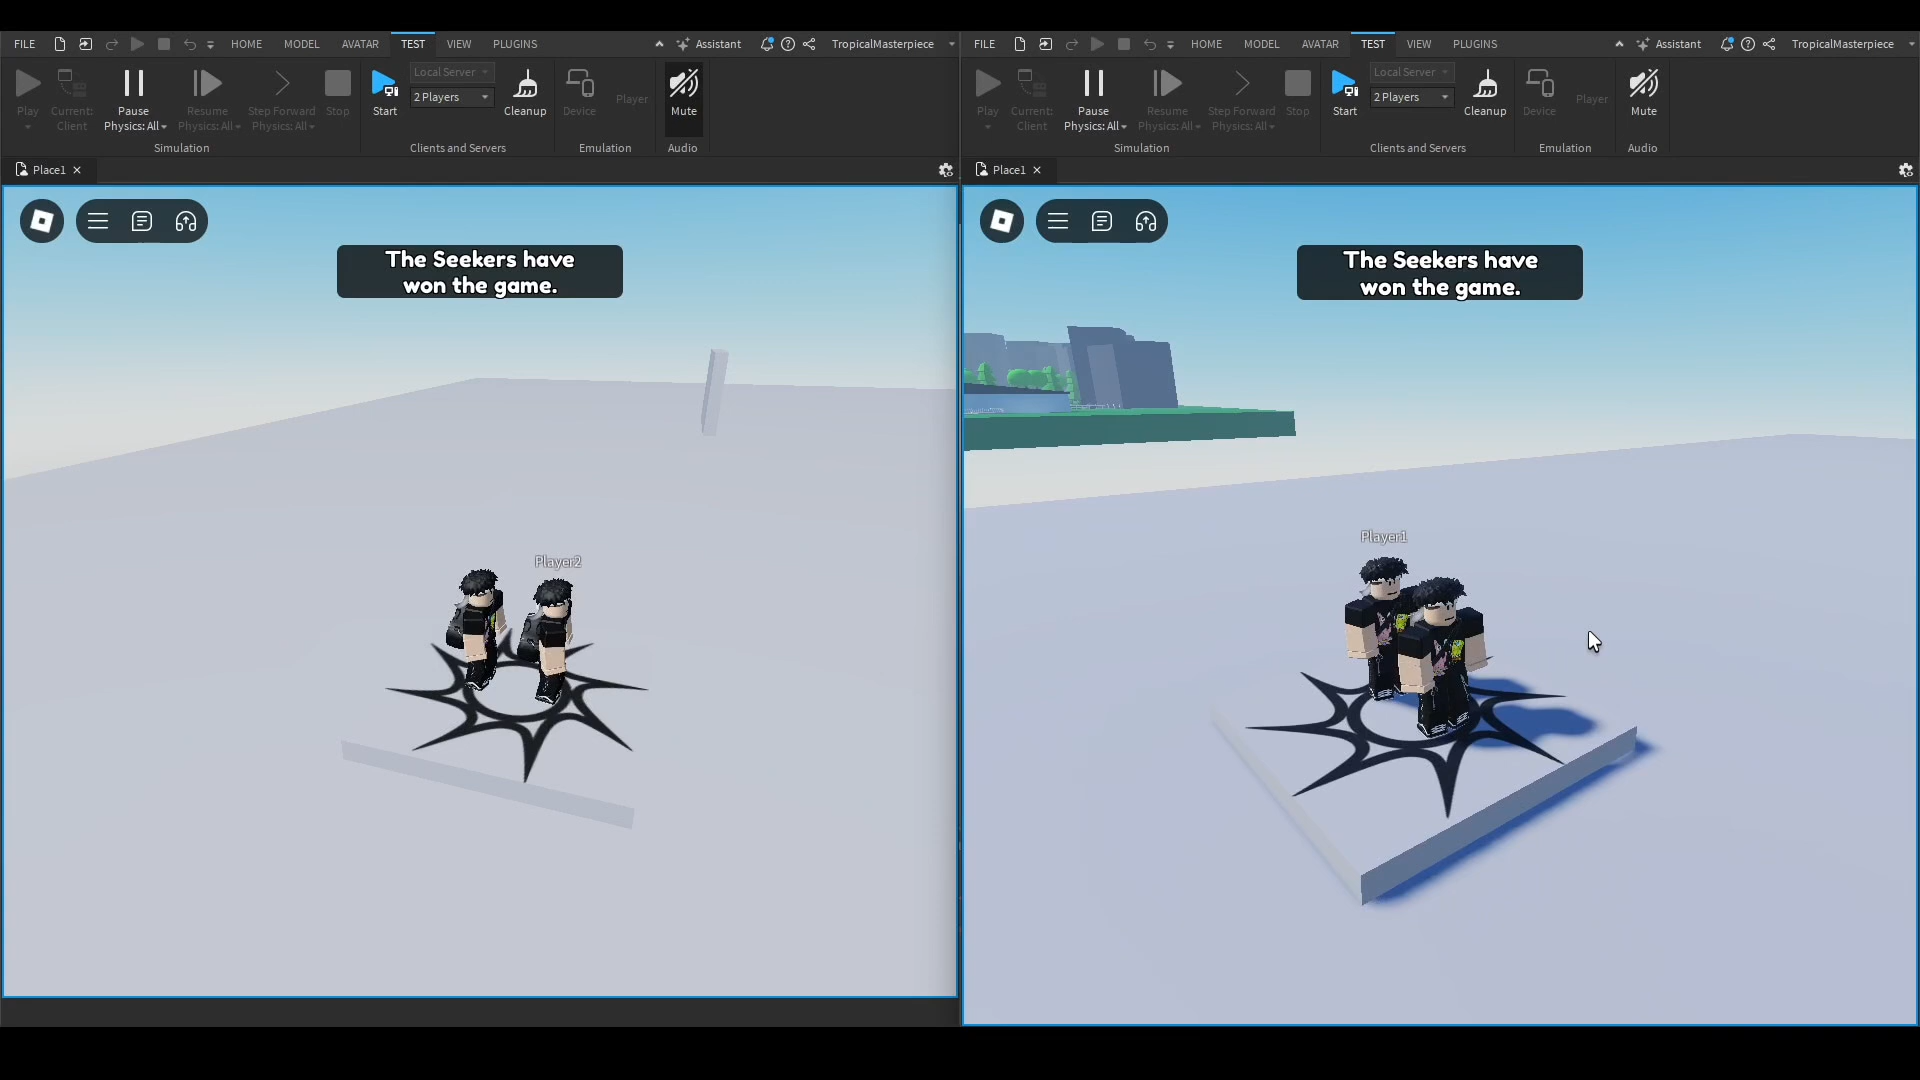 FILE HOME MODEL AVATAR TEST VIEW PLUGINS Assistant TropicalMasterpiece
Play Current: Client Pause Physics: All Resume Physics: All Step Forward Physics: All Stop Start Local Server 2 Players Cleanup Device Player Mute
Simulation Clients and Servers Emulation Audio
Place1
The Seekers have
won the game.
Player2
FILE HOME MODEL AVATAR TEST VIEW PLUGINS Assistant TropicalMasterpiece
Play Current: Client Pause Physics: All Resume Physics: All Step Forward Physics: All Stop Start Local Server 2 Players Cleanup Device Player Mute
Simulation Clients and Servers Emulation Audio
Place1
The Seekers have
won the game.
Player1